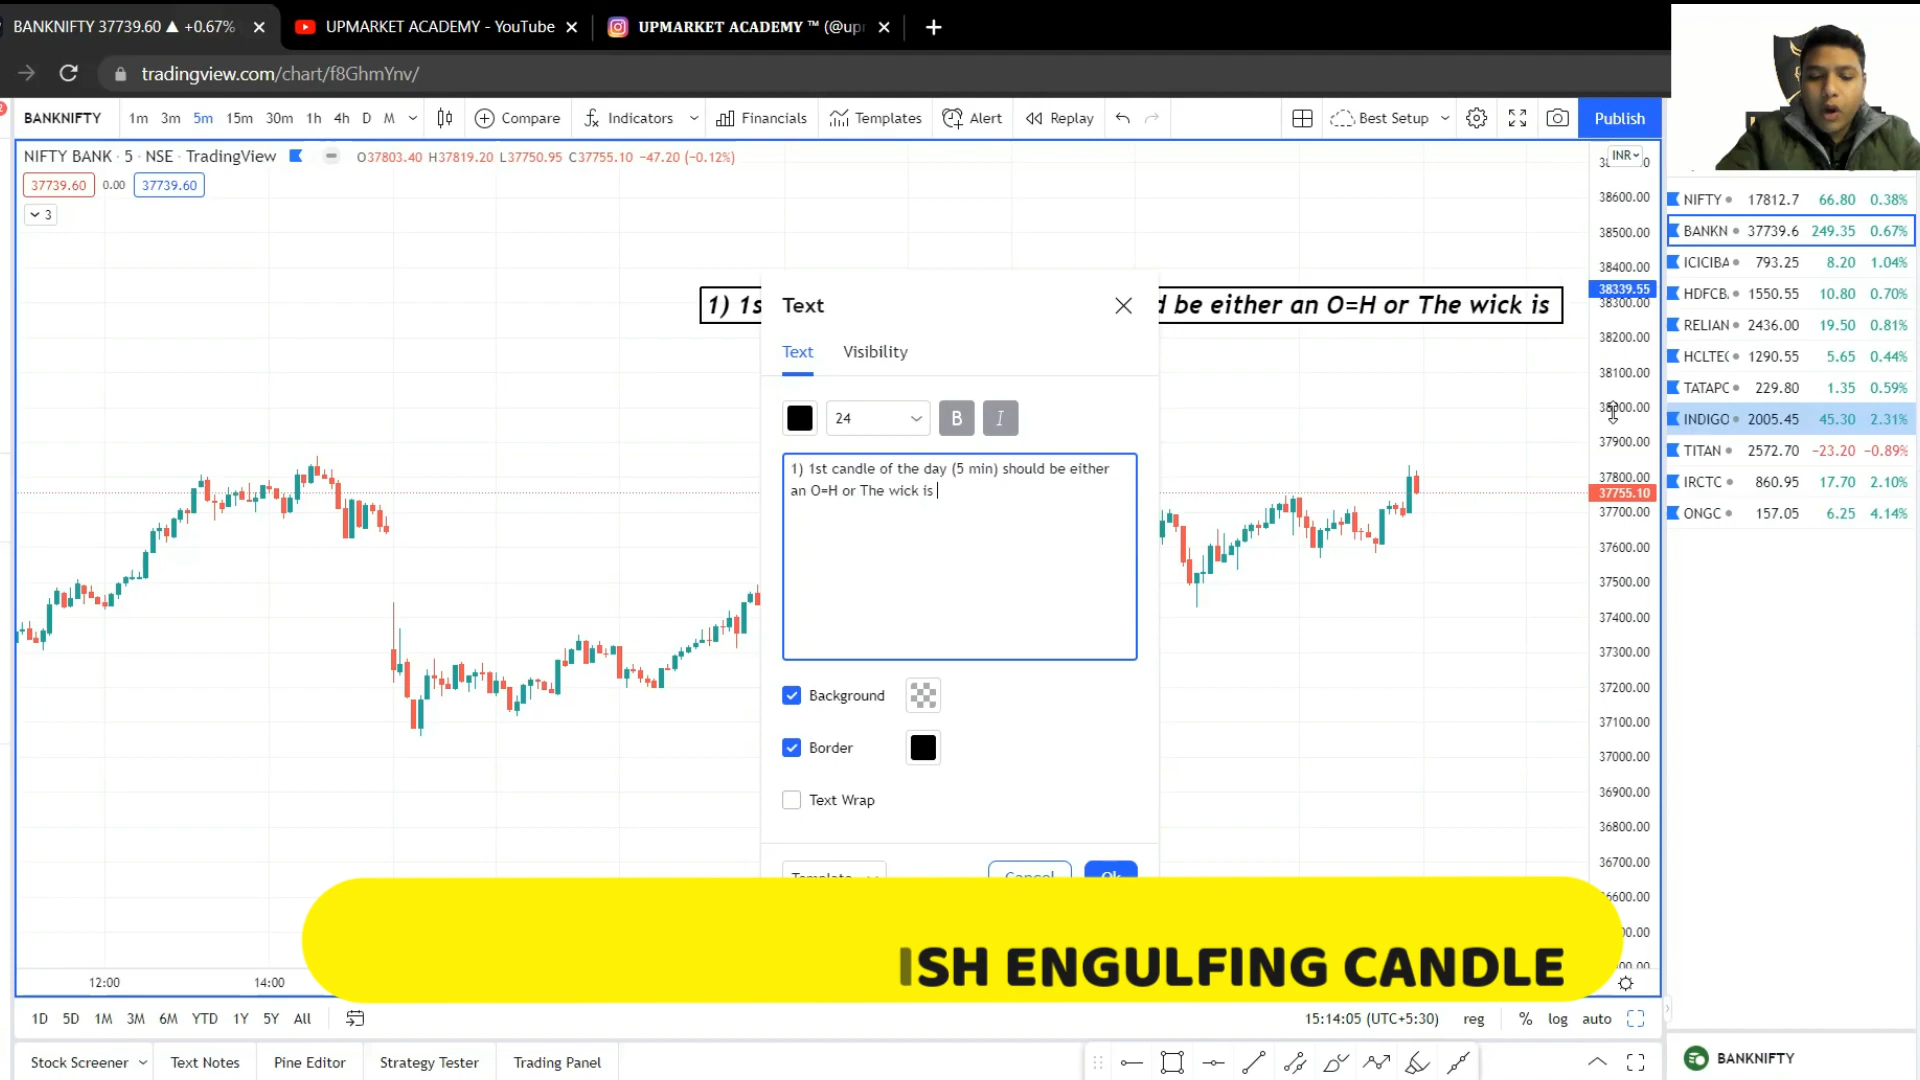 BANKNIFTY 37739.60 ▲ +0.67%
UPMARKET ACADEMY - YouTube
UPMARKET ACADEMY ™ (@up
tradingview.com/chart/f8GhmYnv/
BANKNIFTY 1m 3m 5m 15m 30m 1h 4h D M Compare Indicators Financials Templates Alert Replay Best Setup Publish
NIFTY BANK · 5 · NSE · TradingView O37803.40 H37819.20 L37750.95 C37755.10 -47.20 (-0.12%)
INR
37739.60 0.00 37739.60
3
38600.00
38500.00
38400.00
38339.55
38300.00
38200.00
38100.00
38000.00
37900.00
37800.00
37755.10
37700.00
37600.00
37500.00
37400.00
37300.00
37200.00
37100.00
37000.00
36900.00
36800.00
36700.00
36600.00
1) 1s
d be either an O=H or The wick is
Text
Text Visibility
24 B I
1) 1st candle of the day (5 min) should be either
an O=H or The wick is
Background
Border
Text Wrap
Template Cancel Ok
ISH ENGULFING CANDLE
12:00 14:00
1D 5D 1M 3M 6M YTD 1Y 5Y All
15:14:05 (UTC+5:30) reg % log auto
Stock Screener Text Notes Pine Editor Strategy Tester Trading Panel
NIFTY 17812.7 66.80 0.38%
BANKN 37739.6 249.35 0.67%
ICICIBA 793.25 8.20 1.04%
HDFCB 1550.55 10.80 0.70%
RELIAN 2436.00 19.50 0.81%
HCLTEC 1290.55 5.65 0.44%
TATAPC 229.80 1.35 0.59%
INDIGO 2005.45 45.30 2.31%
TITAN 2572.70 −23.20 −0.89%
IRCTC 860.95 17.70 2.10%
ONGC 157.05 6.25 4.14%
BANKNIFTY